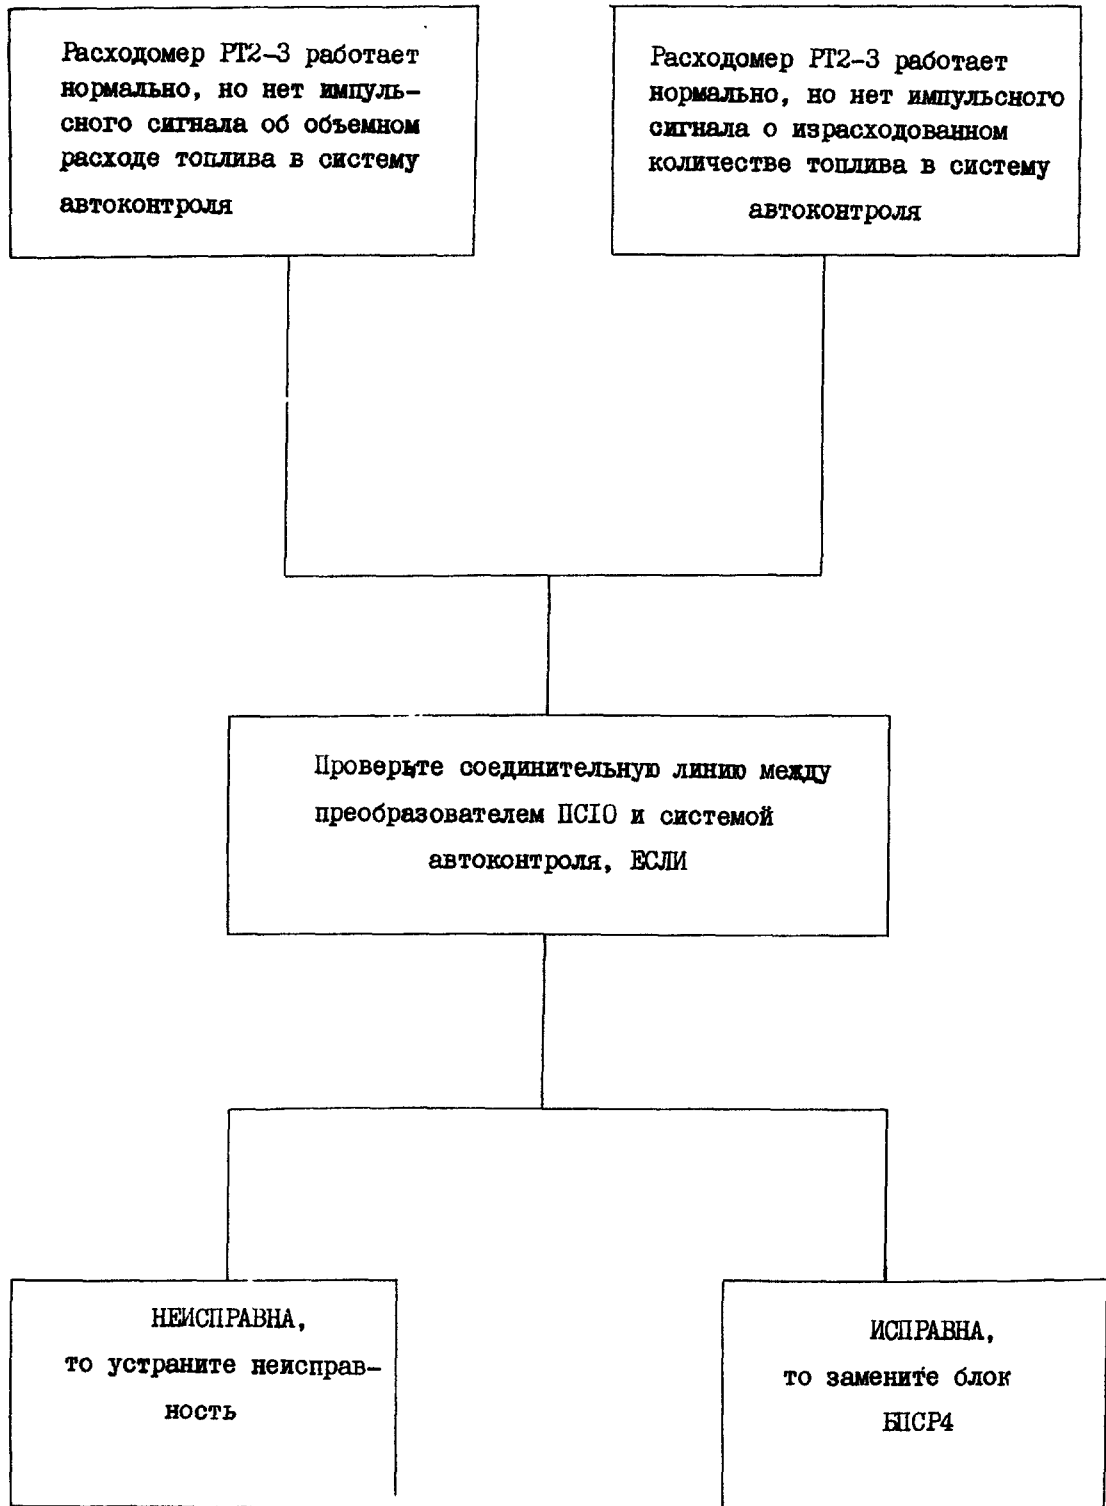 Расходомер РТ2-3 работает
нормально, но нет импуль-
сного сигнала об объемном
расходе топлива в систему
автоконтроля
Расходомер РТ2-3 работает
нормально, но нет импульсного
сигнала о израсходованном
количестве топлива в систему
автоконтроля
Проверьте соединительную линию между
преобразователем ПС10 и системой
автоконтроля, ЕСЛИ
НЕИСПРАВНА,
то устраните неисправ-
ность
ИСПРАВНА,
то замените блок
БПСР4